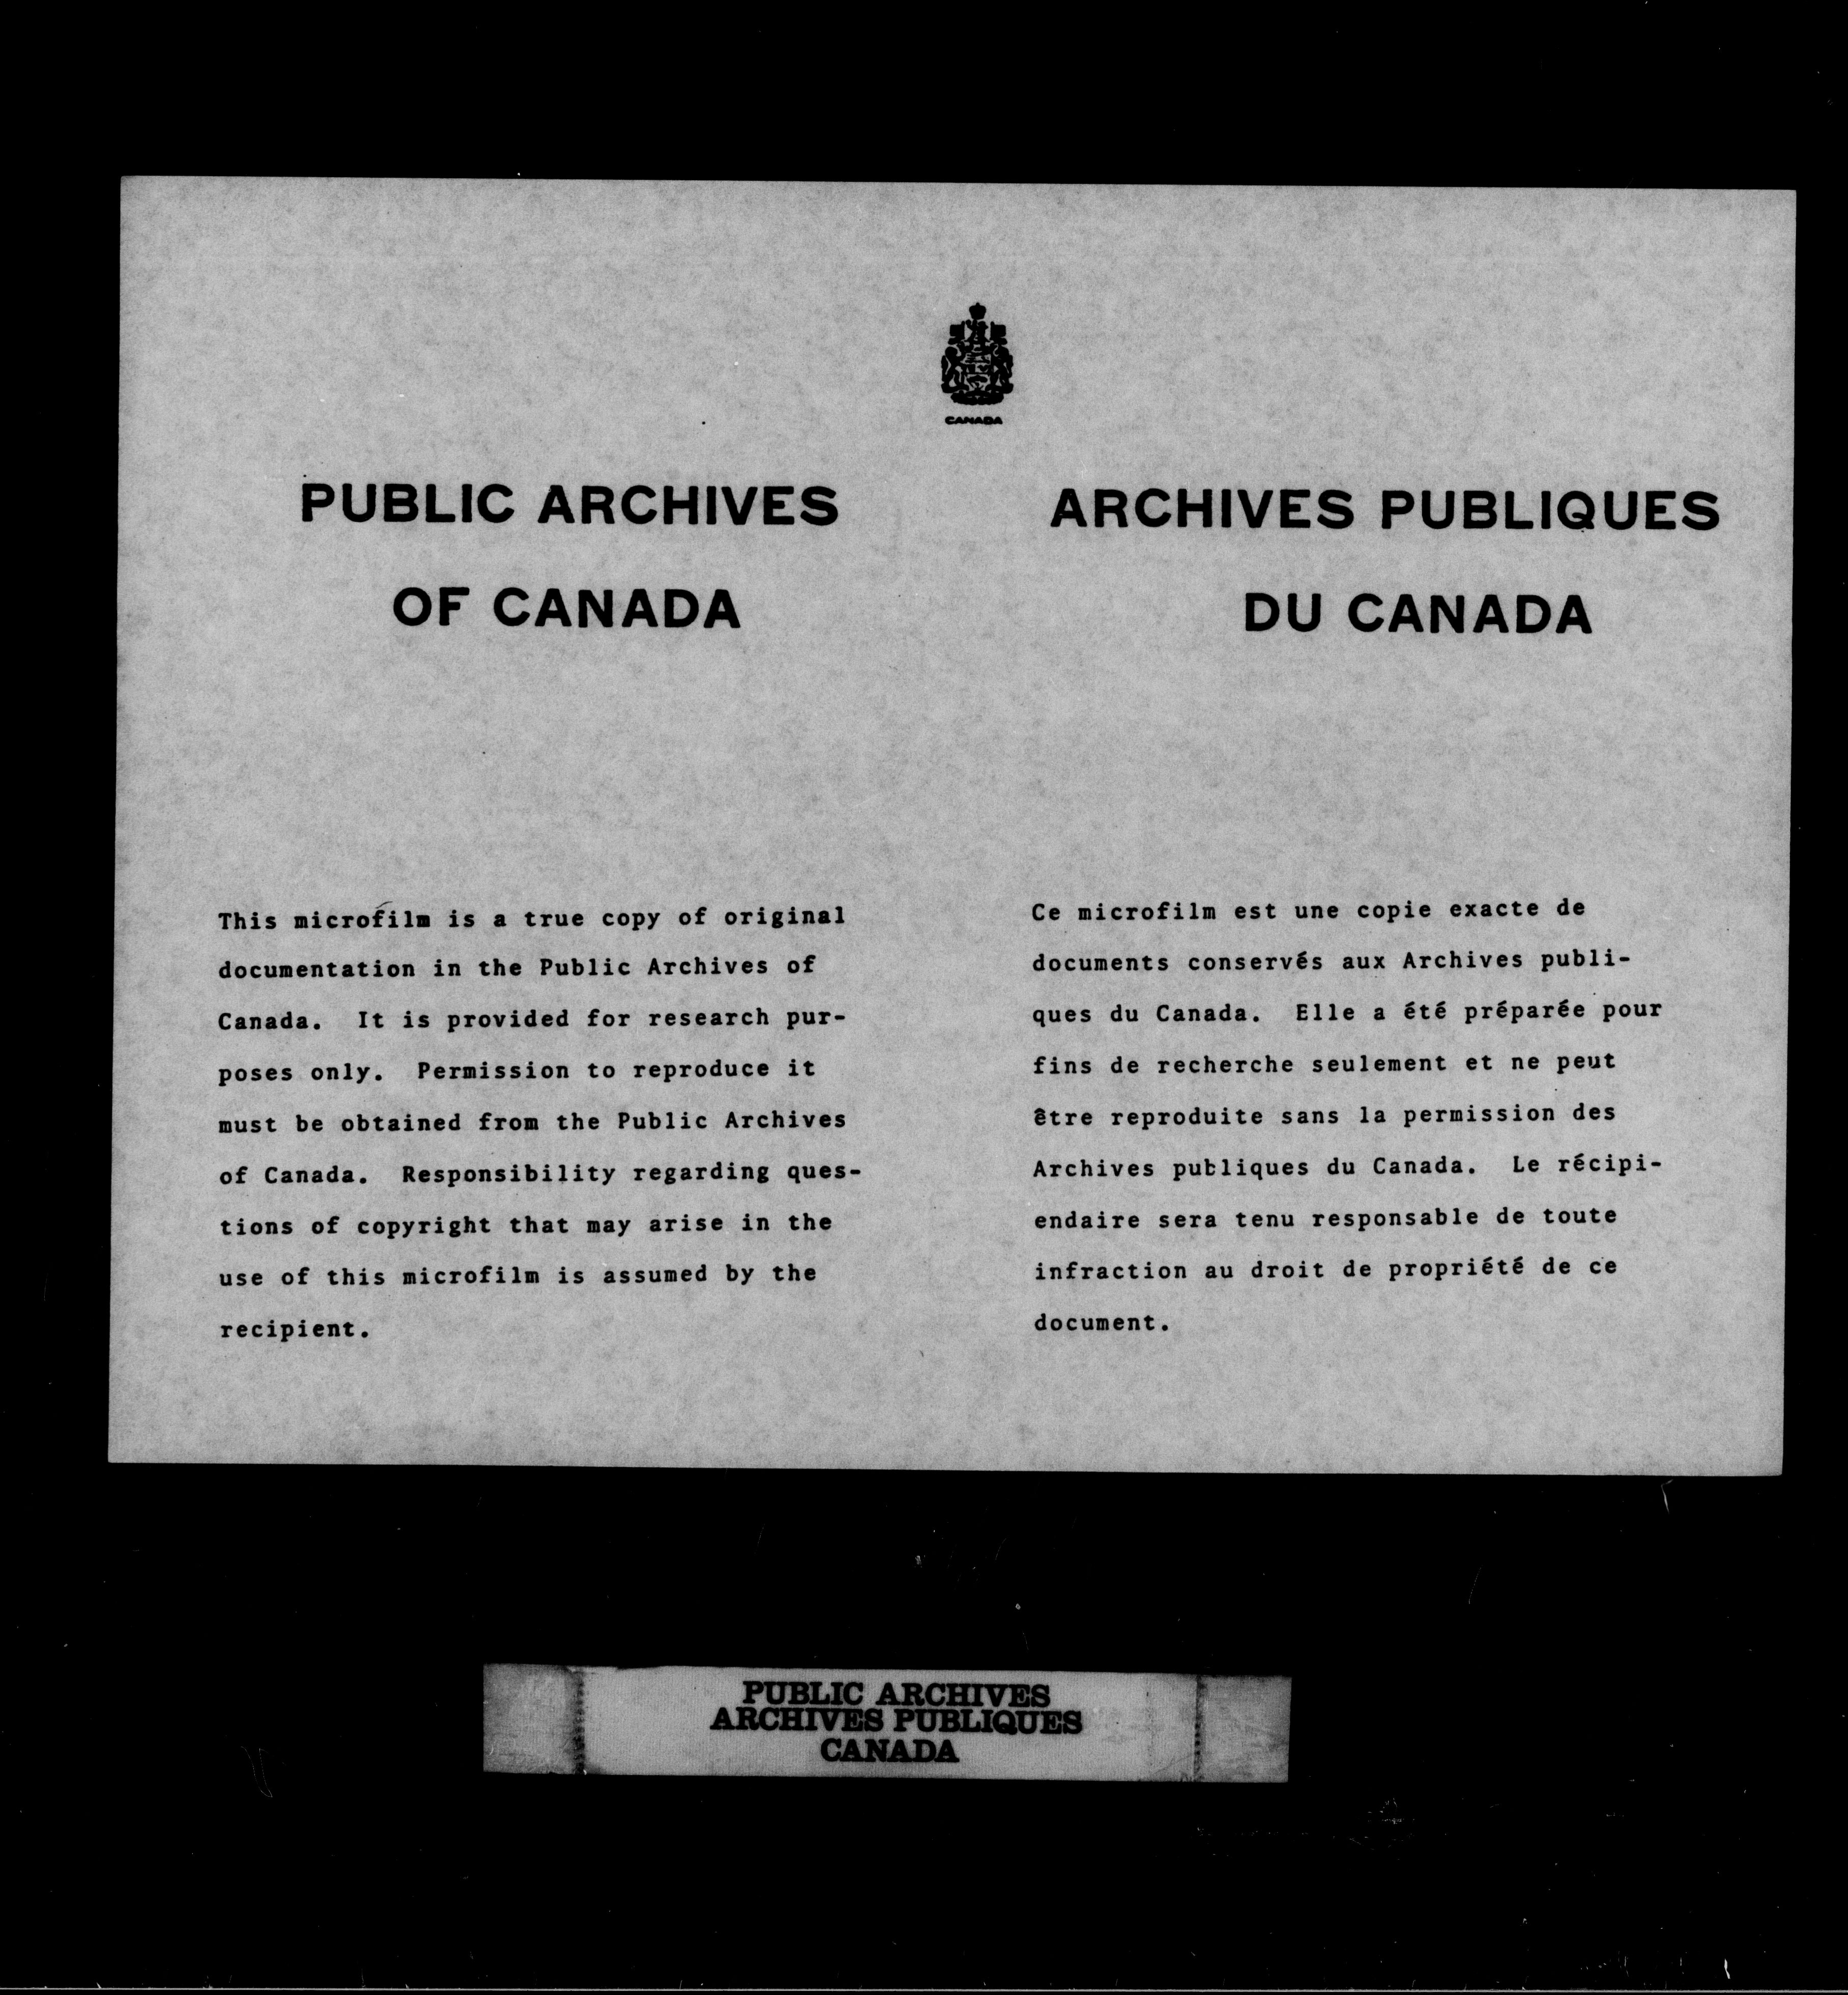 CANADA
PUBLIC ARCHIVES
OF CANADA
This microfilm is a true copy of original
documentation in the Public Archives of
Canada. It is provided for research pur-
poses only. Permission to reproduce it
must be obtained from the Public Archives
of Canada. Responsibility regarding ques-
tions of copyright that may arise in the
use of this microfilm is assumed by the
recipient.
ARCHIVES PUBLIQUES
DU CANADA
Ce microfilm est une copie exacte de
documents conservés aux Archives publi-
ques du Canada. Elle a été préparée pour
fins de recherche seulement et ne peut
être reproduite sans la permission des
Archives publiques du Canada. Le récipi-
endaire sera tenu responsable de toute
infraction au droit de propriété de ce
document.
PUBLIC ARCHIVES
ARCHIVES PUBLIQUES
CANADA